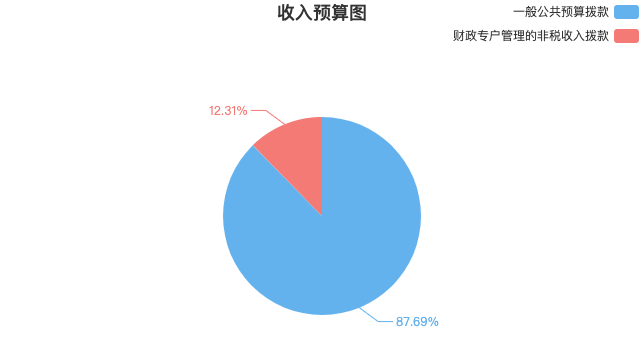 收入预算图
一般公共预算拨款
财政专户管理的非税收入拨款
12.31%
87.69%